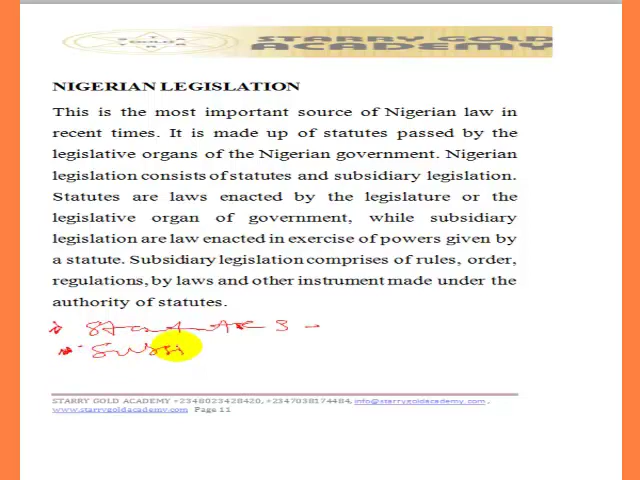 STARRY GOLD
ACADEMY
NIGERIAN LEGISLATION
This is the most important source of Nigerian law in
recent times. It is made up of statutes passed by the
legislative organs of the Nigerian government. Nigerian
legislation consists of statutes and subsidiary legislation.
Statutes are laws enacted by the legislature or the
legislative organ of government, while subsidiary
legislation are law enacted in exercise of powers given by
a statute. Subsidiary legislation comprises of rules, order,
regulations, by laws and other instrument made under the
authority of statutes.
STARRY GOLD ACADEMY +2348023428420, +2347038174484, info@starrygoldacademy.com ,
www.starrygoldacademy.com Page 11